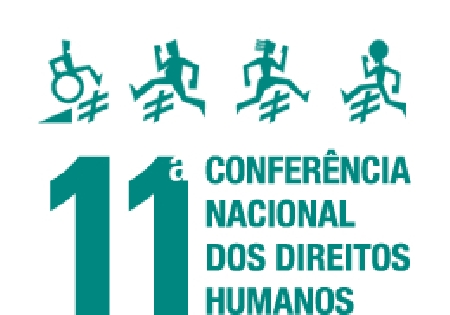 11ª CONFERÊNCIA
NACIONAL
DOS DIREITOS
HUMANOS